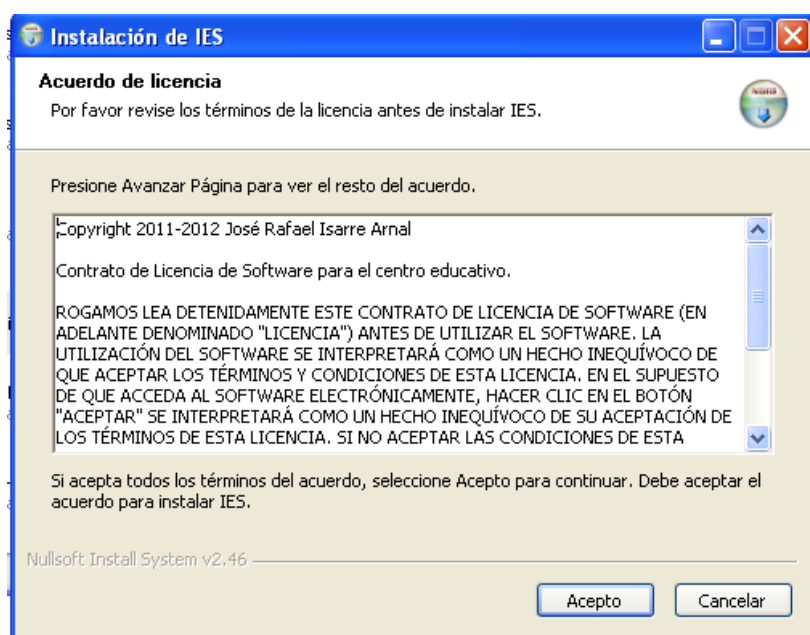 Instalación de IES
Acuerdo de licencia
Por favor revise los términos de la licencia antes de instalar IES.
Presione Avanzar Página para ver el resto del acuerdo.
Copyright 2011-2012 José Rafael Isarre Arnal
Contrato de Licencia de Software para el centro educativo.
ROGAMOS LEA DETENIDAMENTE ESTE CONTRATO DE LICENCIA DE SOFTWARE (EN
ADELANTE DENOMINADO "LICENCIA") ANTES DE UTILIZAR EL SOFTWARE. LA
UTILIZACIÓN DEL SOFTWARE SE INTERPRETARÁ COMO UN HECHO INEQUÍVOCO DE
QUE ACEPTAR LOS TÉRMINOS Y CONDICIONES DE ESTA LICENCIA. EN EL SUPUESTO
DE QUE ACCEDA AL SOFTWARE ELECTRÓNICAMENTE, HACER CLIC EN EL BOTÓN
"ACEPTAR" SE INTERPRETARÁ COMO UN HECHO INEQUÍVOCO DE SU ACEPTACIÓN DE
LOS TÉRMINOS DE ESTA LICENCIA. SI NO ACEPTAR LAS CONDICIONES DE ESTA
Si acepta todos los términos del acuerdo, seleccione Acepto para continuar. Debe aceptar el
acuerdo para instalar IES.
Nullsoft Install System v2.46
Acepto
Cancelar